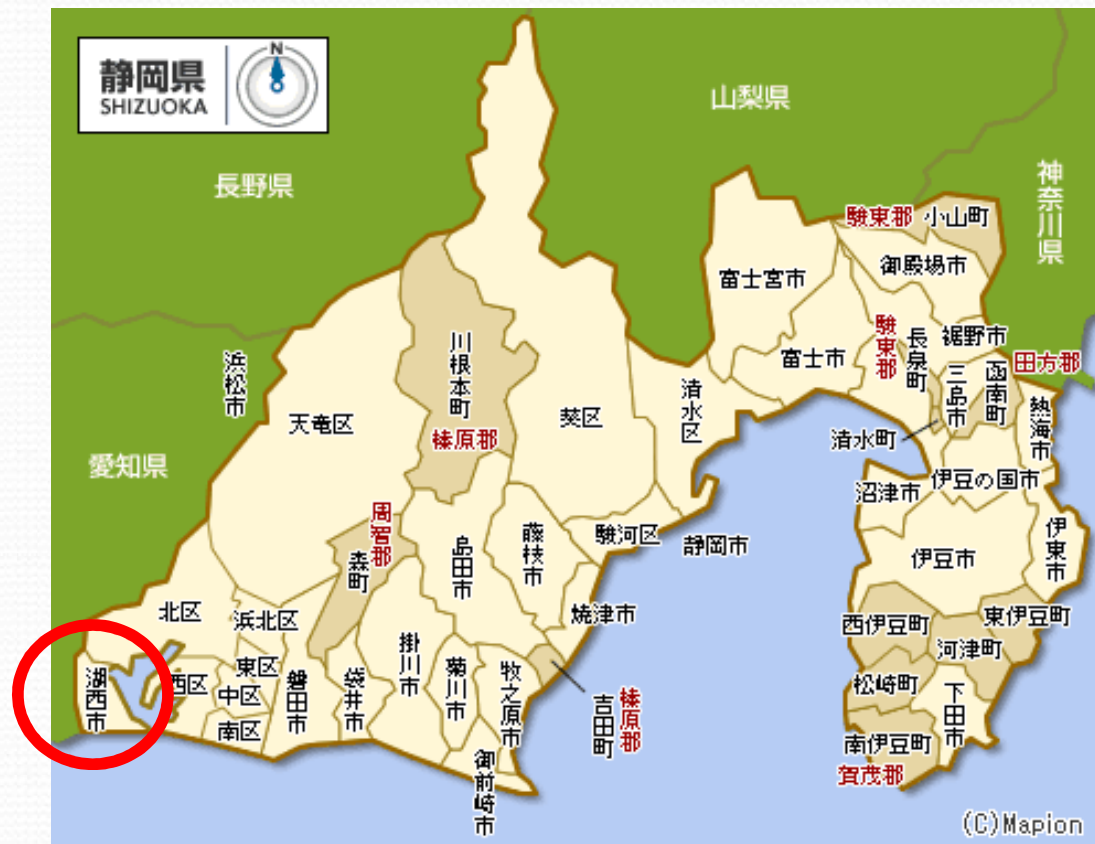 静岡県
SHIZUOKA
N
山梨県
長野県
神奈川県
愛知県
駿東郡
小山町
御殿場市
富士宮市
富士市
駿東郡
長泉町
裾野市
三島市
函南町
田方郡
熱海市
清水町
伊豆の国市
沼津市
伊東市
伊豆市
西伊豆町
東伊豆町
河津町
松崎町
下田市
南伊豆町
賀茂郡
浜松市
天竜区
川根本町
榛原郡
葵区
清水区
駿河区
静岡市
周智郡
森町
島田市
藤枝市
焼津市
北区
浜北区
東区
西区
中区
南区
湖西市
磐田市
袋井市
掛川市
菊川市
牧之原市
吉田町
榛原郡
御前崎市
(C)Mapion